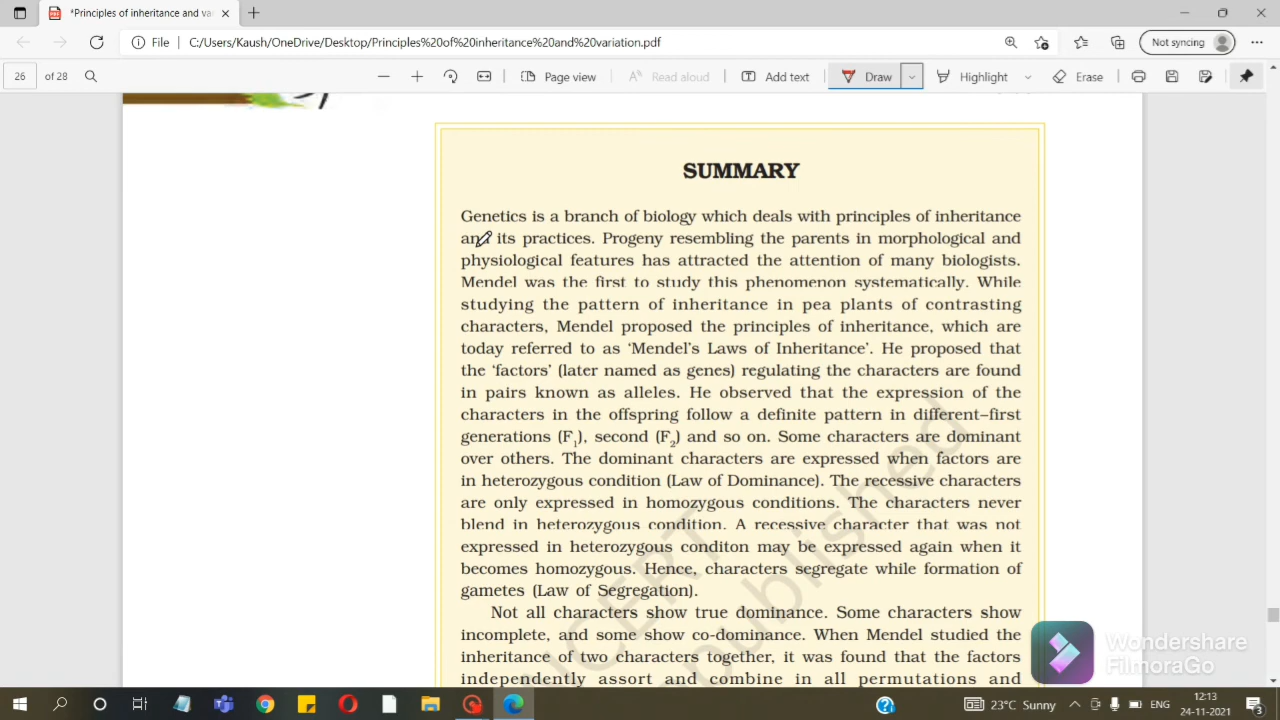 *Principles of inheritance and va
File
C:/Users/Kaush/OneDrive/Desktop/Principles%20of%20inheritance%20and%20variation.pdf
Not syncing
26 of 28
Page view
Read aloud
Add text
Draw
Highlight
Erase
SUMMARY
Genetics is a branch of biology which deals with principles of inheritance
and its practices. Progeny resembling the parents in morphological and
physiological features has attracted the attention of many biologists.
Mendel was the first to study this phenomenon systematically. While
studying the pattern of inheritance in pea plants of contrasting
characters, Mendel proposed the principles of inheritance, which are
today referred to as ‘Mendel’s Laws of Inheritance’. He proposed that
the ‘factors’ (later named as genes) regulating the characters are found
in pairs known as alleles. He observed that the expression of the
characters in the offspring follow a definite pattern in different–first
generations (F₁), second (F₂) and so on. Some characters are dominant
over others. The dominant characters are expressed when factors are
in heterozygous condition (Law of Dominance). The recessive characters
are only expressed in homozygous conditions. The characters never
blend in heterozygous condition. A recessive character that was not
expressed in heterozygous conditon may be expressed again when it
becomes homozygous. Hence, characters segregate while formation of
gametes (Law of Segregation).
Not all characters show true dominance. Some characters show
incomplete, and some show co-dominance. When Mendel studied the
inheritance of two characters together, it was found that the factors
independently assort and combine in all permutations and
NCERT
published
Wondershare
FilmoraGo
23°C Sunny
ENG
12:13
24-11-2021
3